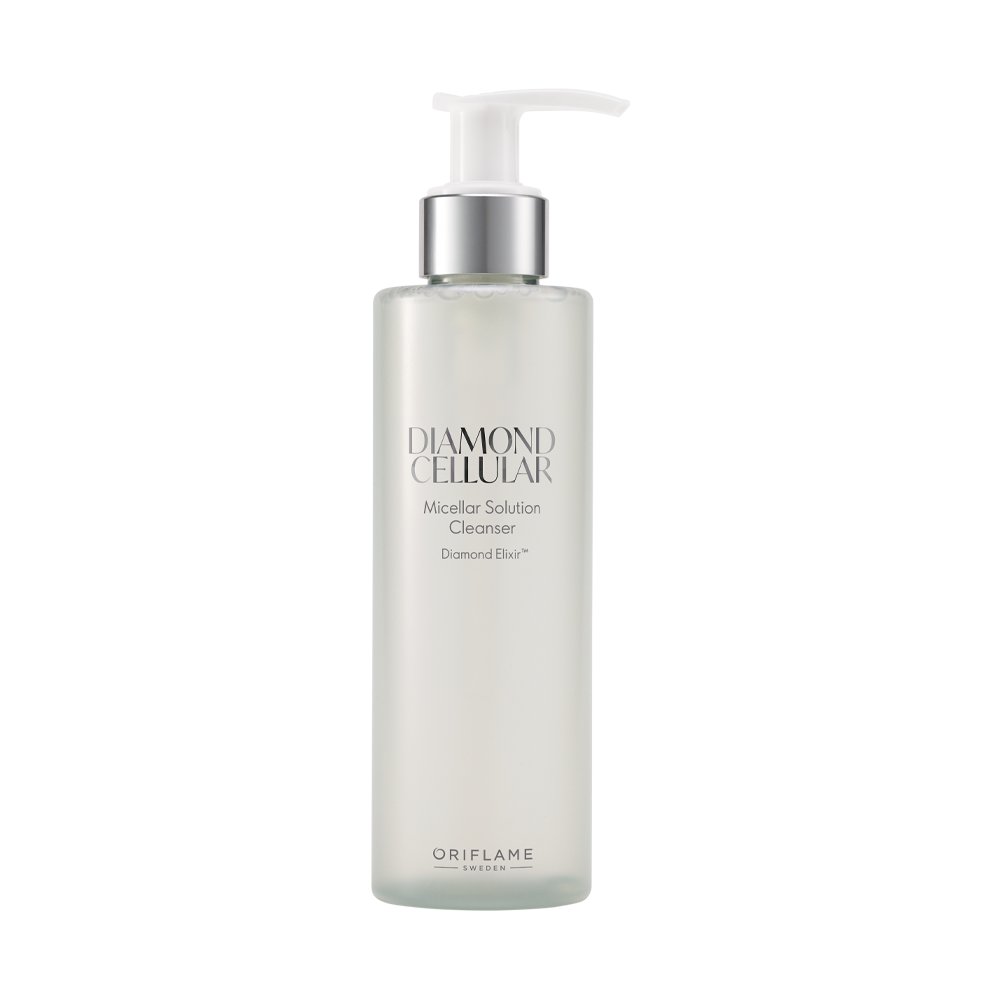 DIAMOND
CELLULAR
Micellar Solution
Cleanser
Diamond Elixir™
ORIFLAME
SWEDEN